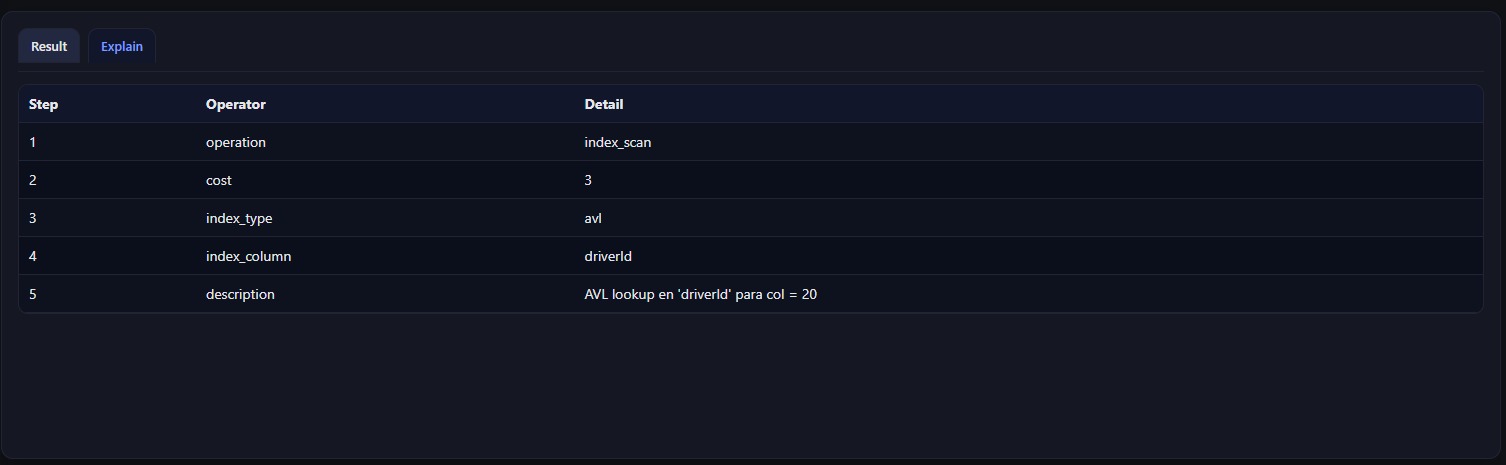 Result Explain
Step Operator Detail
1 operation index_scan
2 cost 3
3 index_type avl
4 index_column driverId
5 description AVL lookup en 'driverId' para col = 20